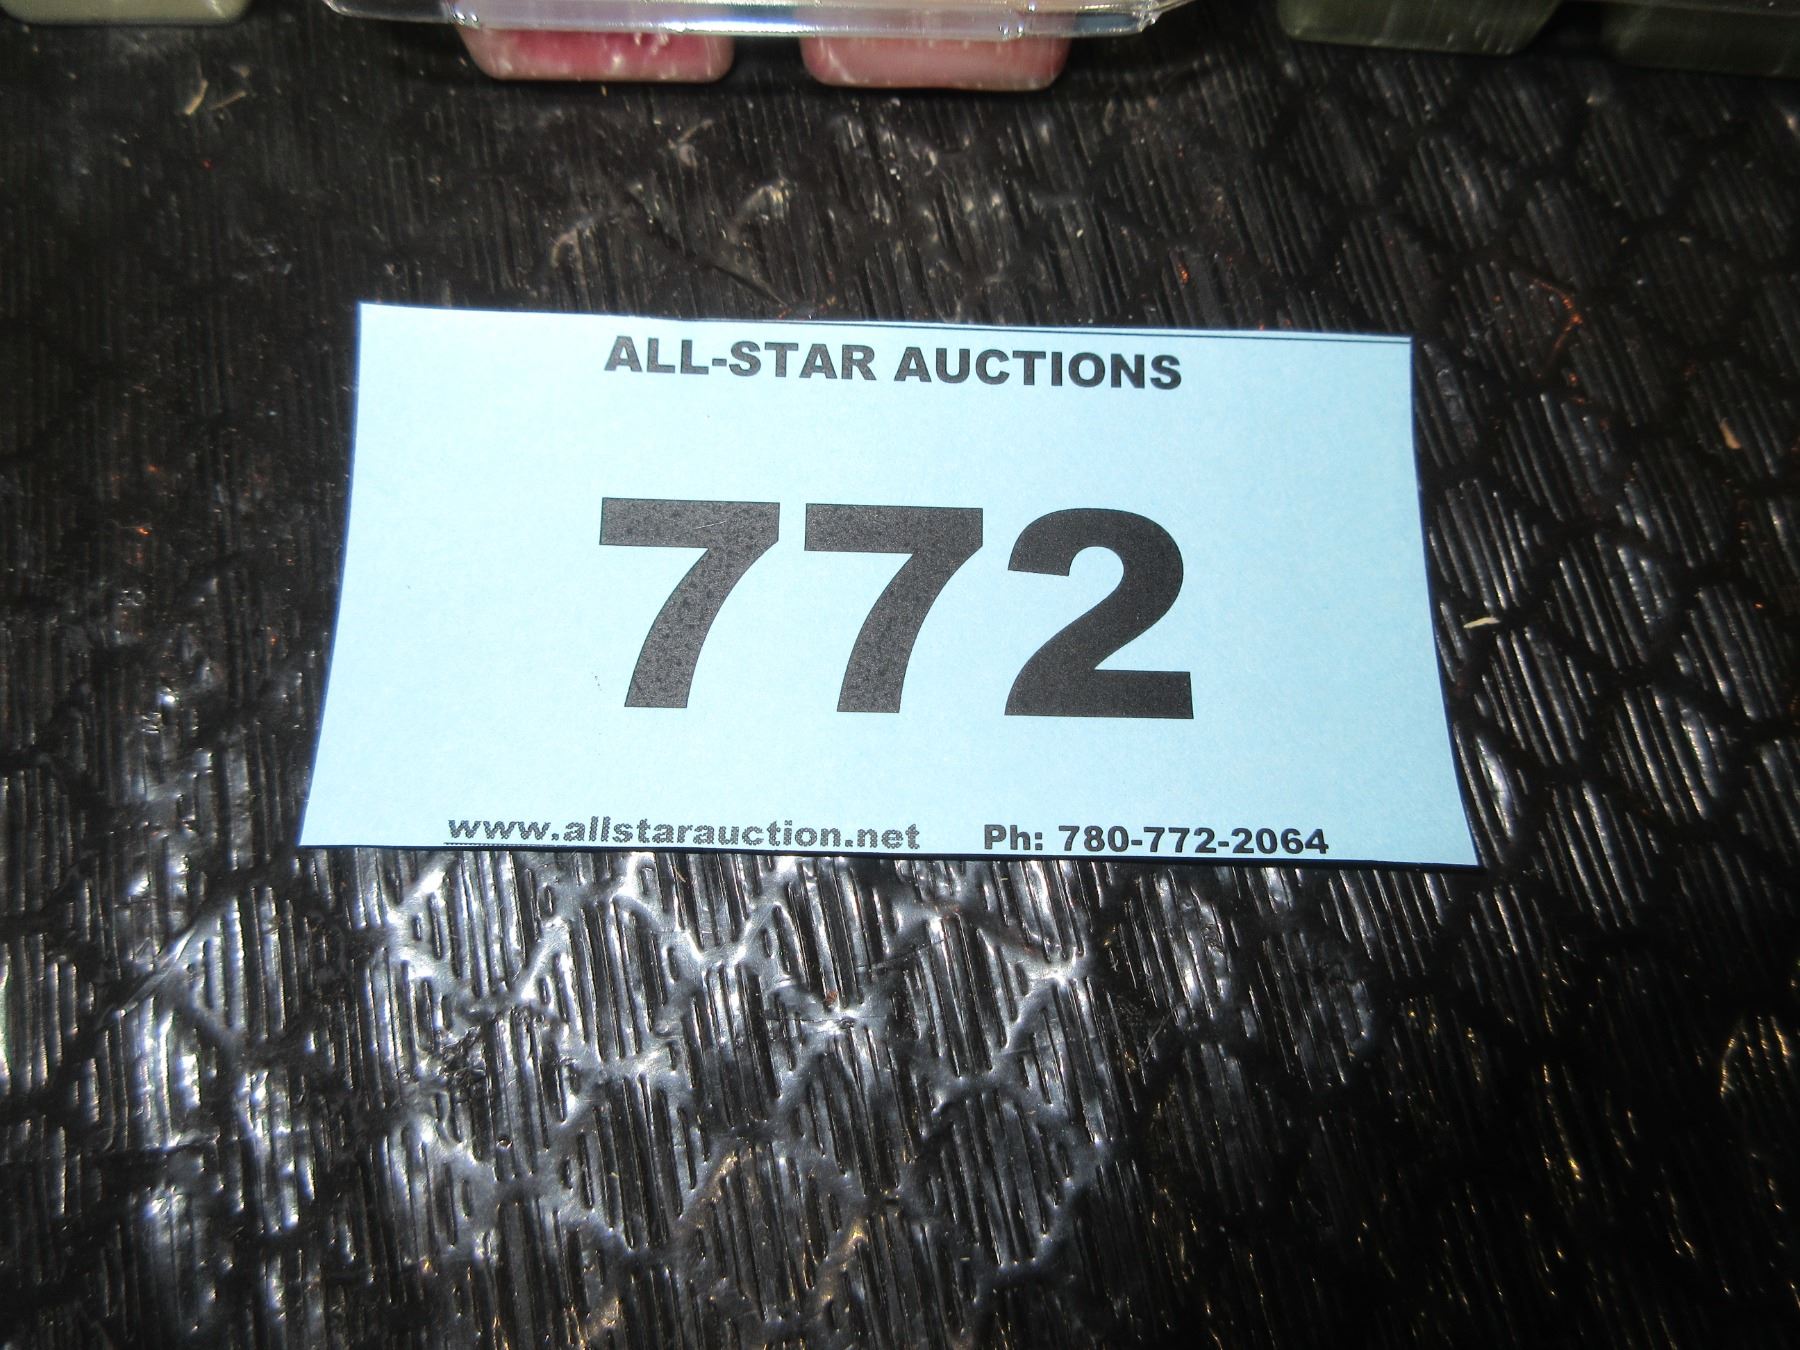 ALL-STAR AUCTIONS
772
www.allstarauction.net Ph: 780-772-2064